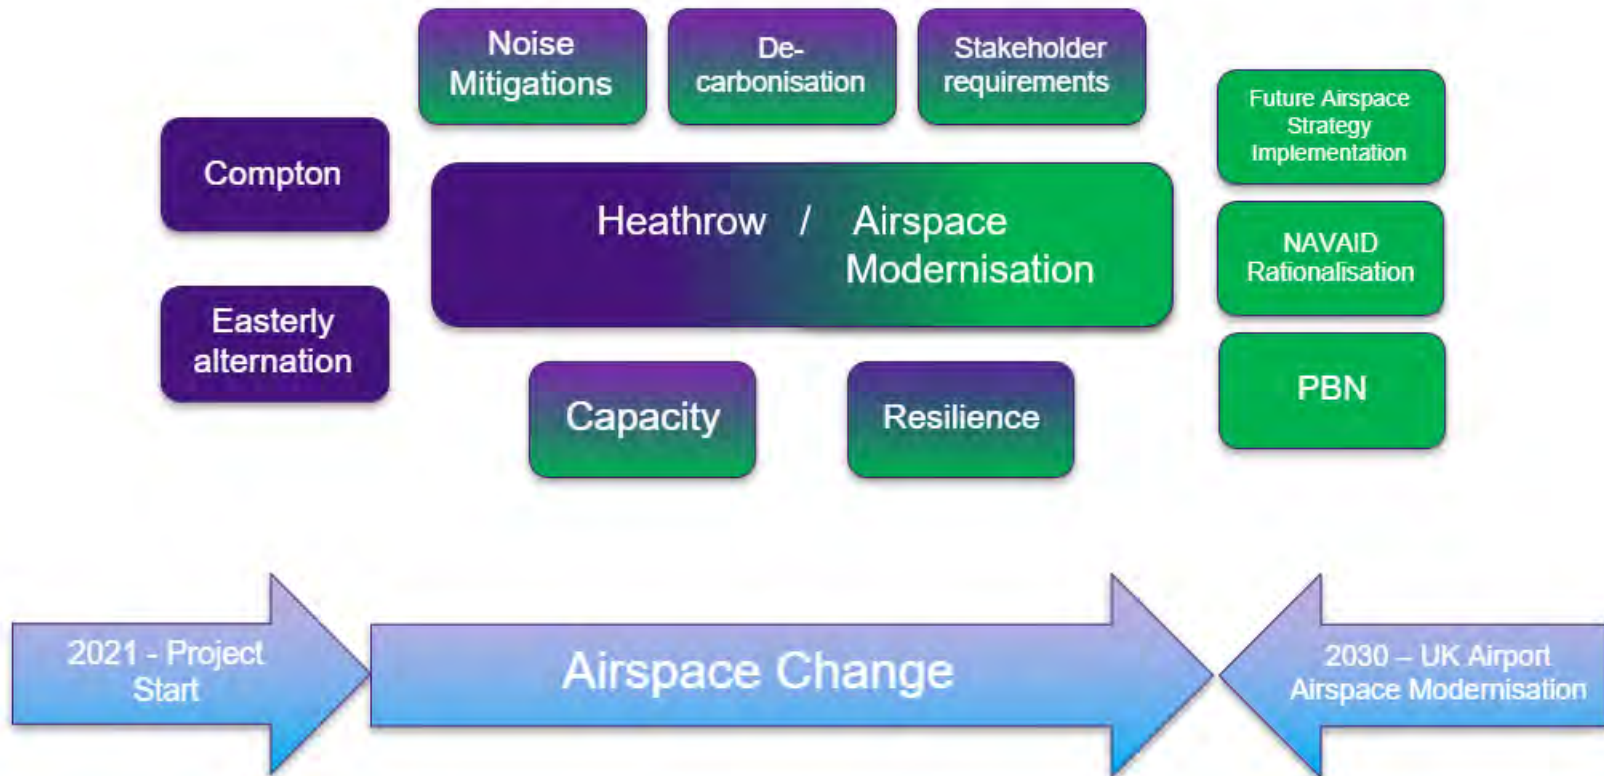 Noise
Mitigations
De-
carbonisation
Stakeholder
requirements
Future Airspace
Strategy
Implementation
Compton
Heathrow / Airspace
Modernisation
NAVAID
Rationalisation
Easterly
alternation
Capacity
Resilience
PBN
2021 - Project
Start
Airspace Change
2030 – UK Airport
Airspace Modernisation